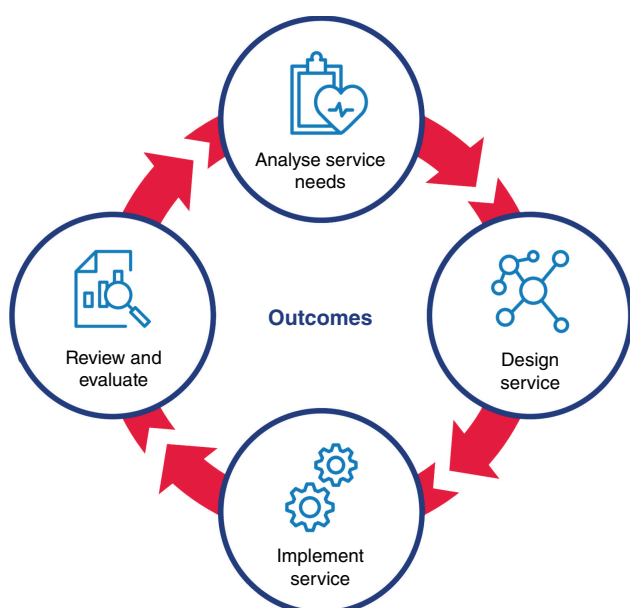 Analyse service
needs
Design
service
Implement
service
Review and
evaluate
Outcomes